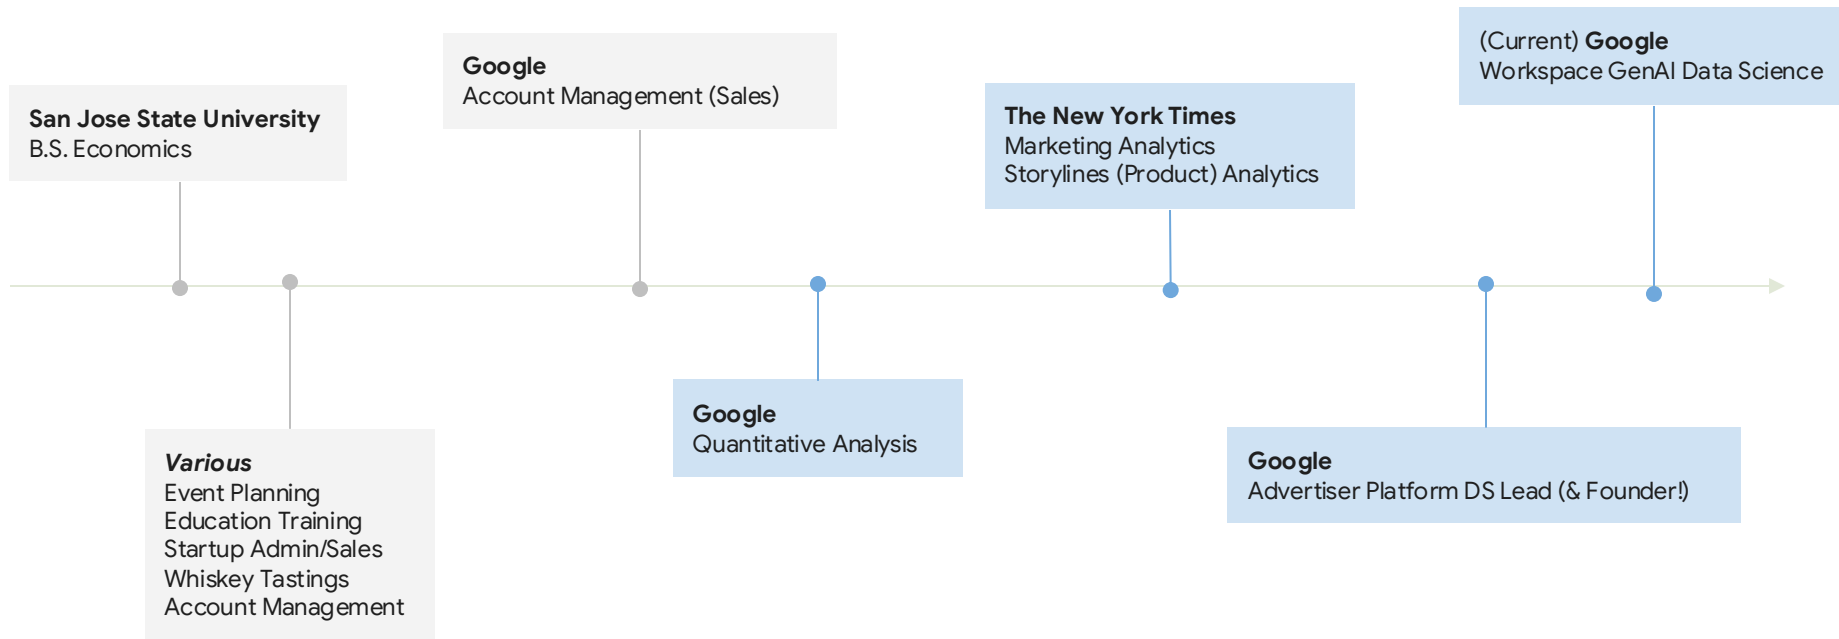 San Jose State University
B.S. Economics
Various
Event Planning
Education Training
Startup Admin/Sales
Whiskey Tastings
Account Management
Google
Account Management (Sales)
Google
Quantitative Analysis
The New York Times
Marketing Analytics
Storylines (Product) Analytics
Google
Advertiser Platform DS Lead (& Founder!)
(Current) Google
Workspace GenAI Data Science